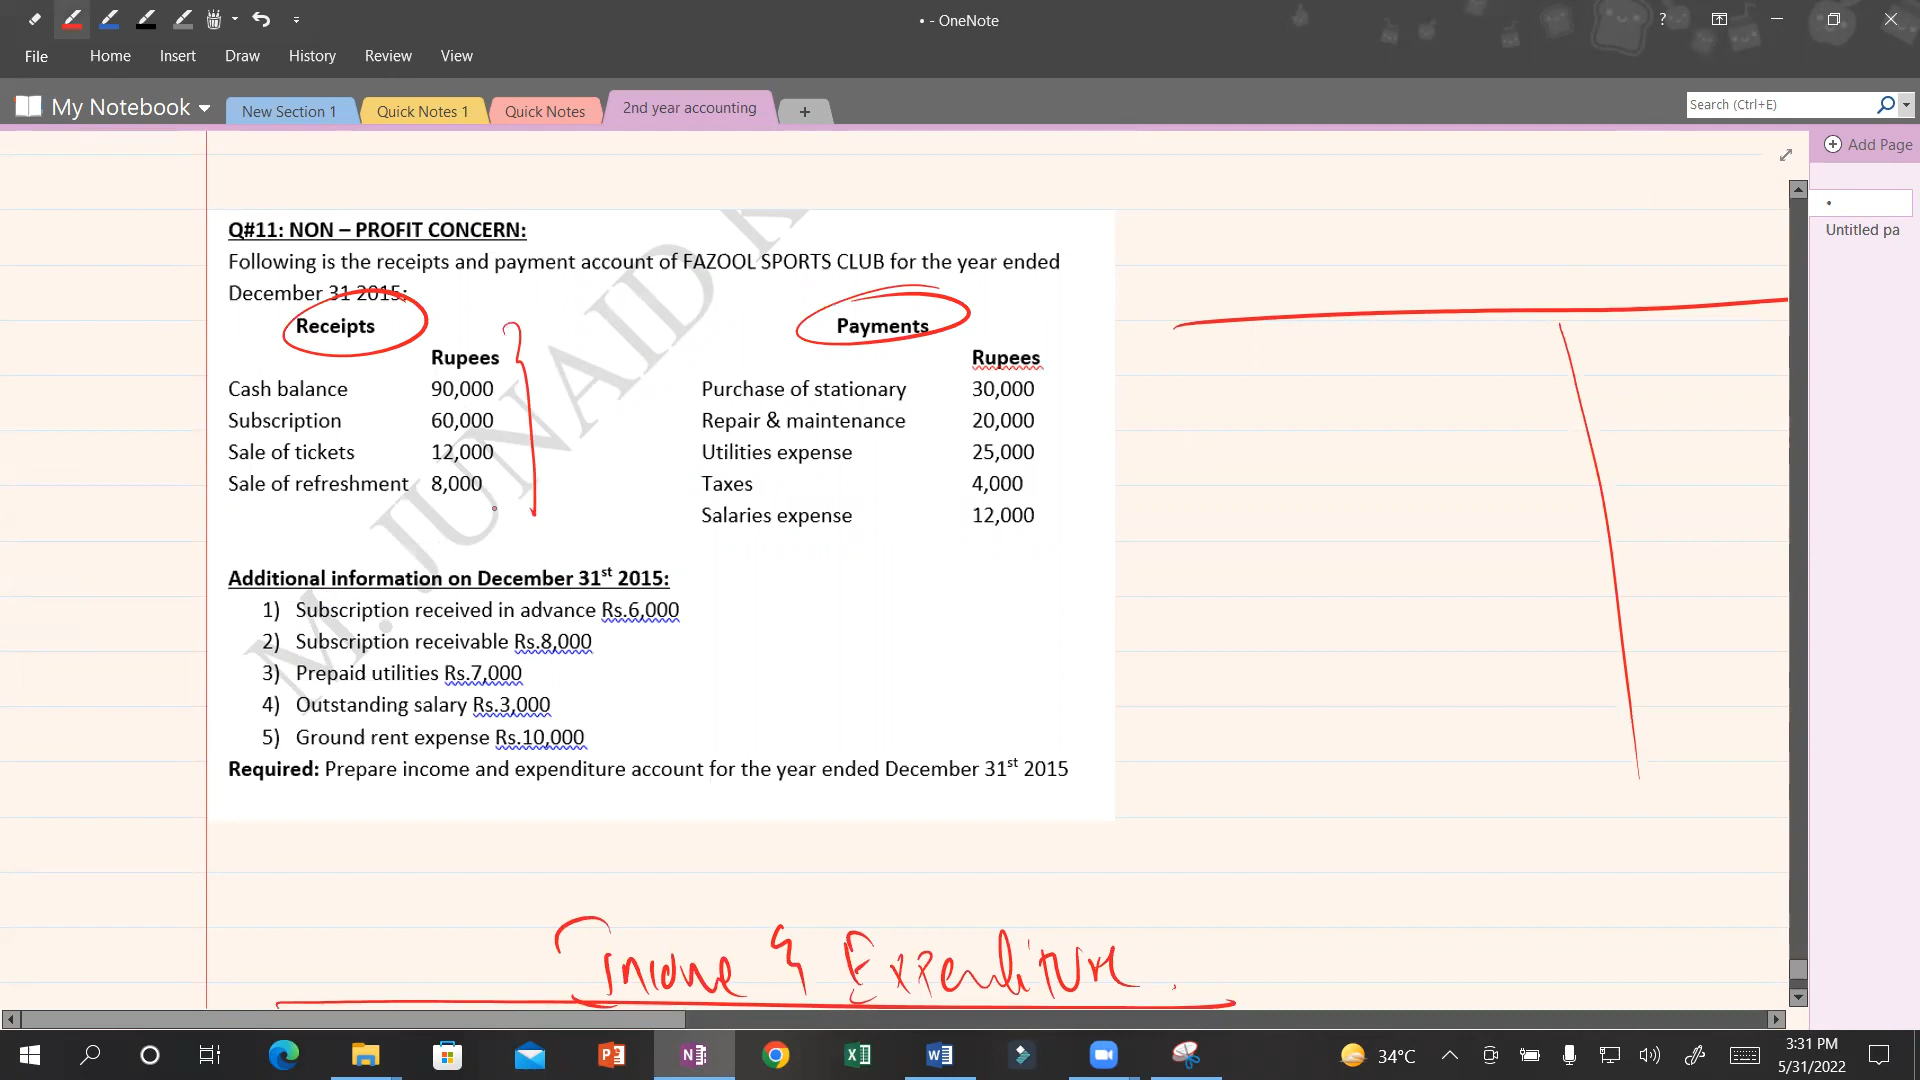 • - OneNote
?
File Home Insert Draw History Review View
My Notebook New Section 1 Quick Notes 1 Quick Notes 2nd year accounting + Search (Ctrl+E)
Add Page
•
Untitled pa
Q#11: NON – PROFIT CONCERN:
Following is the receipts and payment account of FAZOOL SPORTS CLUB for the year ended
December 31 2015:
Receipts Payments
Rupees Rupees
Cash balance 90,000 Purchase of stationary 30,000
Subscription 60,000 Repair & maintenance 20,000
Sale of tickets 12,000 Utilities expense 25,000
Sale of refreshment 8,000 Taxes 4,000
Salaries expense 12,000
M. JUNAID K
Additional information on December 31st 2015:
1) Subscription received in advance Rs.6,000
2) Subscription receivable Rs.8,000
3) Prepaid utilities Rs.7,000
4) Outstanding salary Rs.3,000
5) Ground rent expense Rs.10,000
Required: Prepare income and expenditure account for the year ended December 31st 2015
Income & Expenditure.
34°C 3:31 PM
5/31/2022